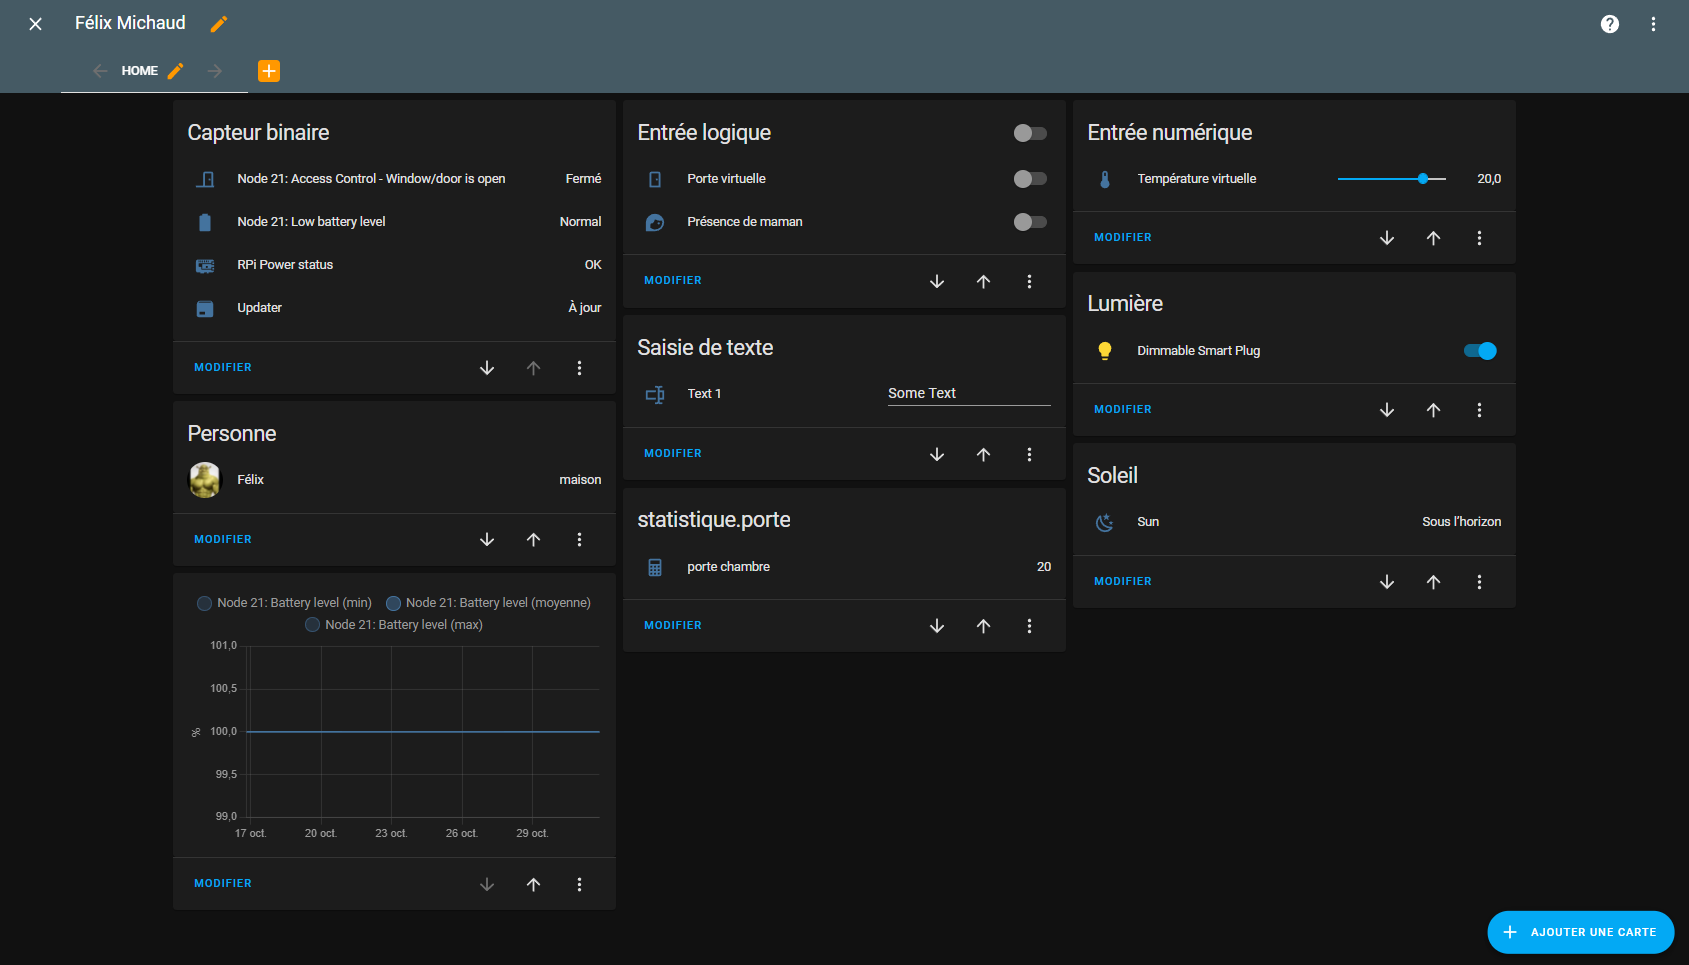 Félix Michaud
HOME
Capteur binaire
Node 21: Access Control - Window/door is open Fermé
Node 21: Low battery level Normal
RPi Power status OK
Updater À jour
MODIFIER
Personne
Félix maison
MODIFIER
Node 21: Battery level (min) Node 21: Battery level (moyenne)
Node 21: Battery level (max)
101,0
100,5
% 100,0
99,5
99,0
17 oct. 20 oct. 23 oct. 26 oct. 29 oct.
MODIFIER
Entrée logique
Porte virtuelle
Présence de maman
MODIFIER
Saisie de texte
Text 1 Some Text
MODIFIER
statistique.porte
porte chambre 20
MODIFIER
Entrée numérique
Température virtuelle 20,0
MODIFIER
Lumière
Dimmable Smart Plug
MODIFIER
Soleil
Sun Sous l’horizon
MODIFIER
AJOUTER UNE CARTE